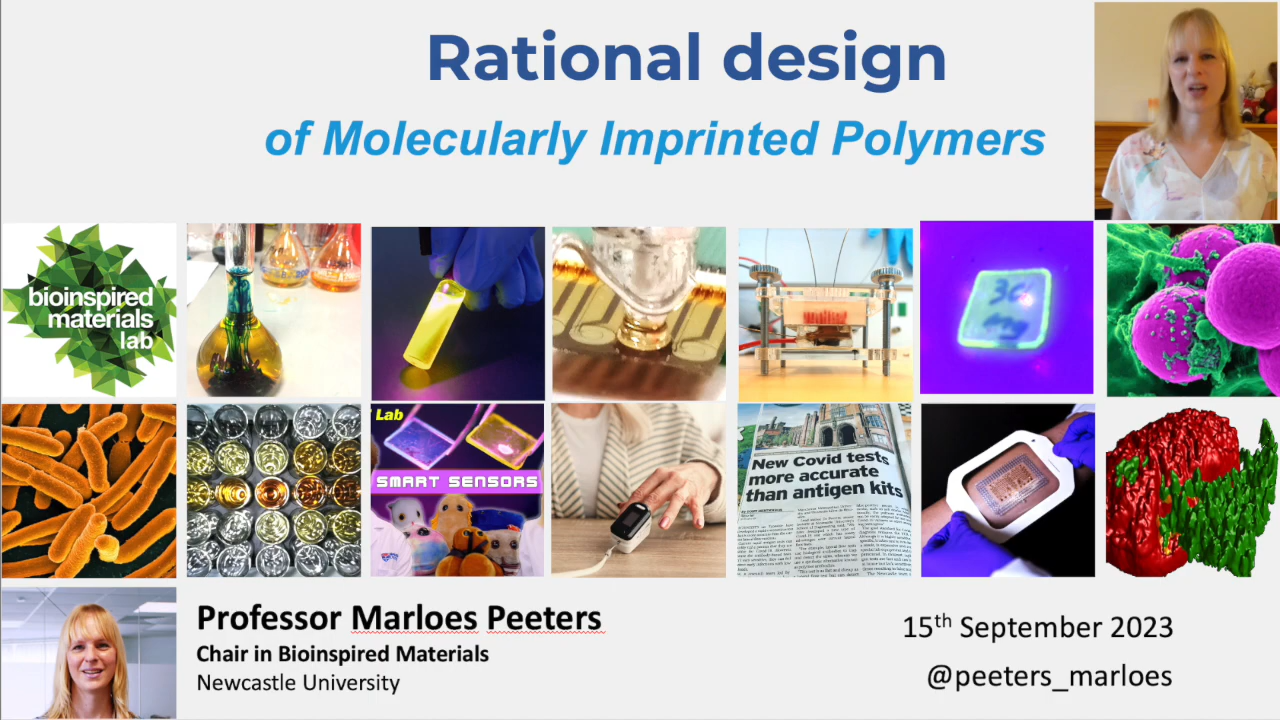 Rational design
of Molecularly Imprinted Polymers
bioinspired
materials
lab
30
Lab
SMART SENSORS
New Covid tests
more accurate
than antigen kits
Professor Marloes Peeters
Chair in Bioinspired Materials
Newcastle University
15th September 2023
@peeters_marloes